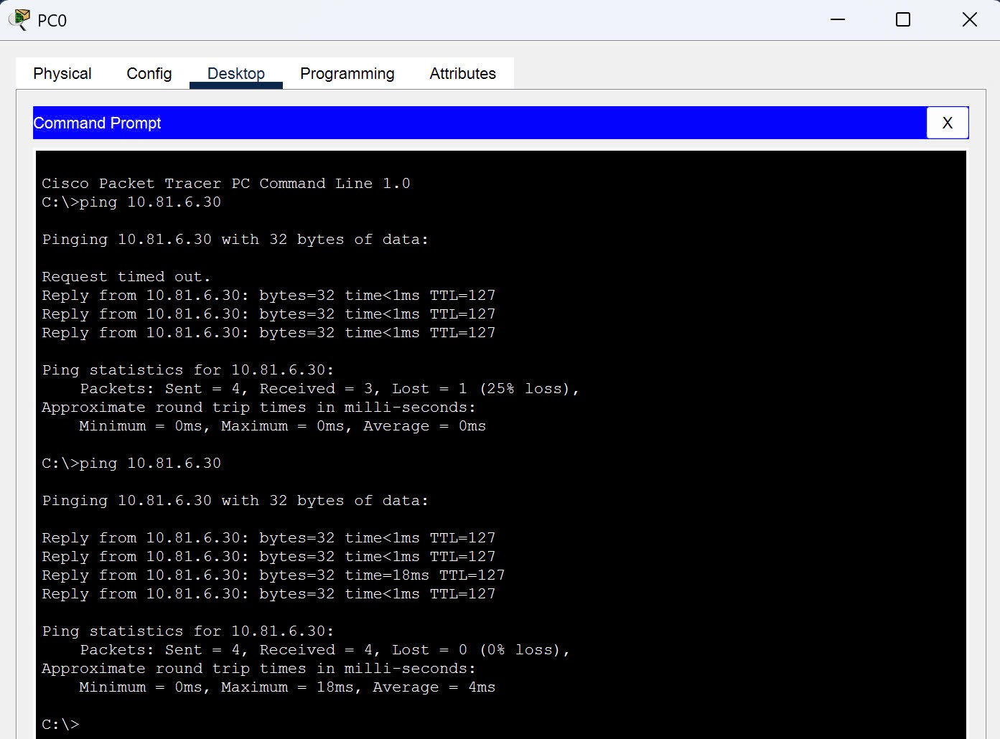 PC0
Physical Config Desktop Programming Attributes
Command Prompt X
Cisco Packet Tracer PC Command Line 1.0
C:\>ping 10.81.6.30
Pinging 10.81.6.30 with 32 bytes of data:
Request timed out.
Reply from 10.81.6.30: bytes=32 time<1ms TTL=127
Reply from 10.81.6.30: bytes=32 time<1ms TTL=127
Reply from 10.81.6.30: bytes=32 time<1ms TTL=127
Ping statistics for 10.81.6.30:
Packets: Sent = 4, Received = 3, Lost = 1 (25% loss),
Approximate round trip times in milli-seconds:
Minimum = 0ms, Maximum = 0ms, Average = 0ms
C:\>ping 10.81.6.30
Pinging 10.81.6.30 with 32 bytes of data:
Reply from 10.81.6.30: bytes=32 time<1ms TTL=127
Reply from 10.81.6.30: bytes=32 time<1ms TTL=127
Reply from 10.81.6.30: bytes=32 time=18ms TTL=127
Reply from 10.81.6.30: bytes=32 time<1ms TTL=127
Ping statistics for 10.81.6.30:
Packets: Sent = 4, Received = 4, Lost = 0 (0% loss),
Approximate round trip times in milli-seconds:
Minimum = 0ms, Maximum = 18ms, Average = 4ms
C:\>